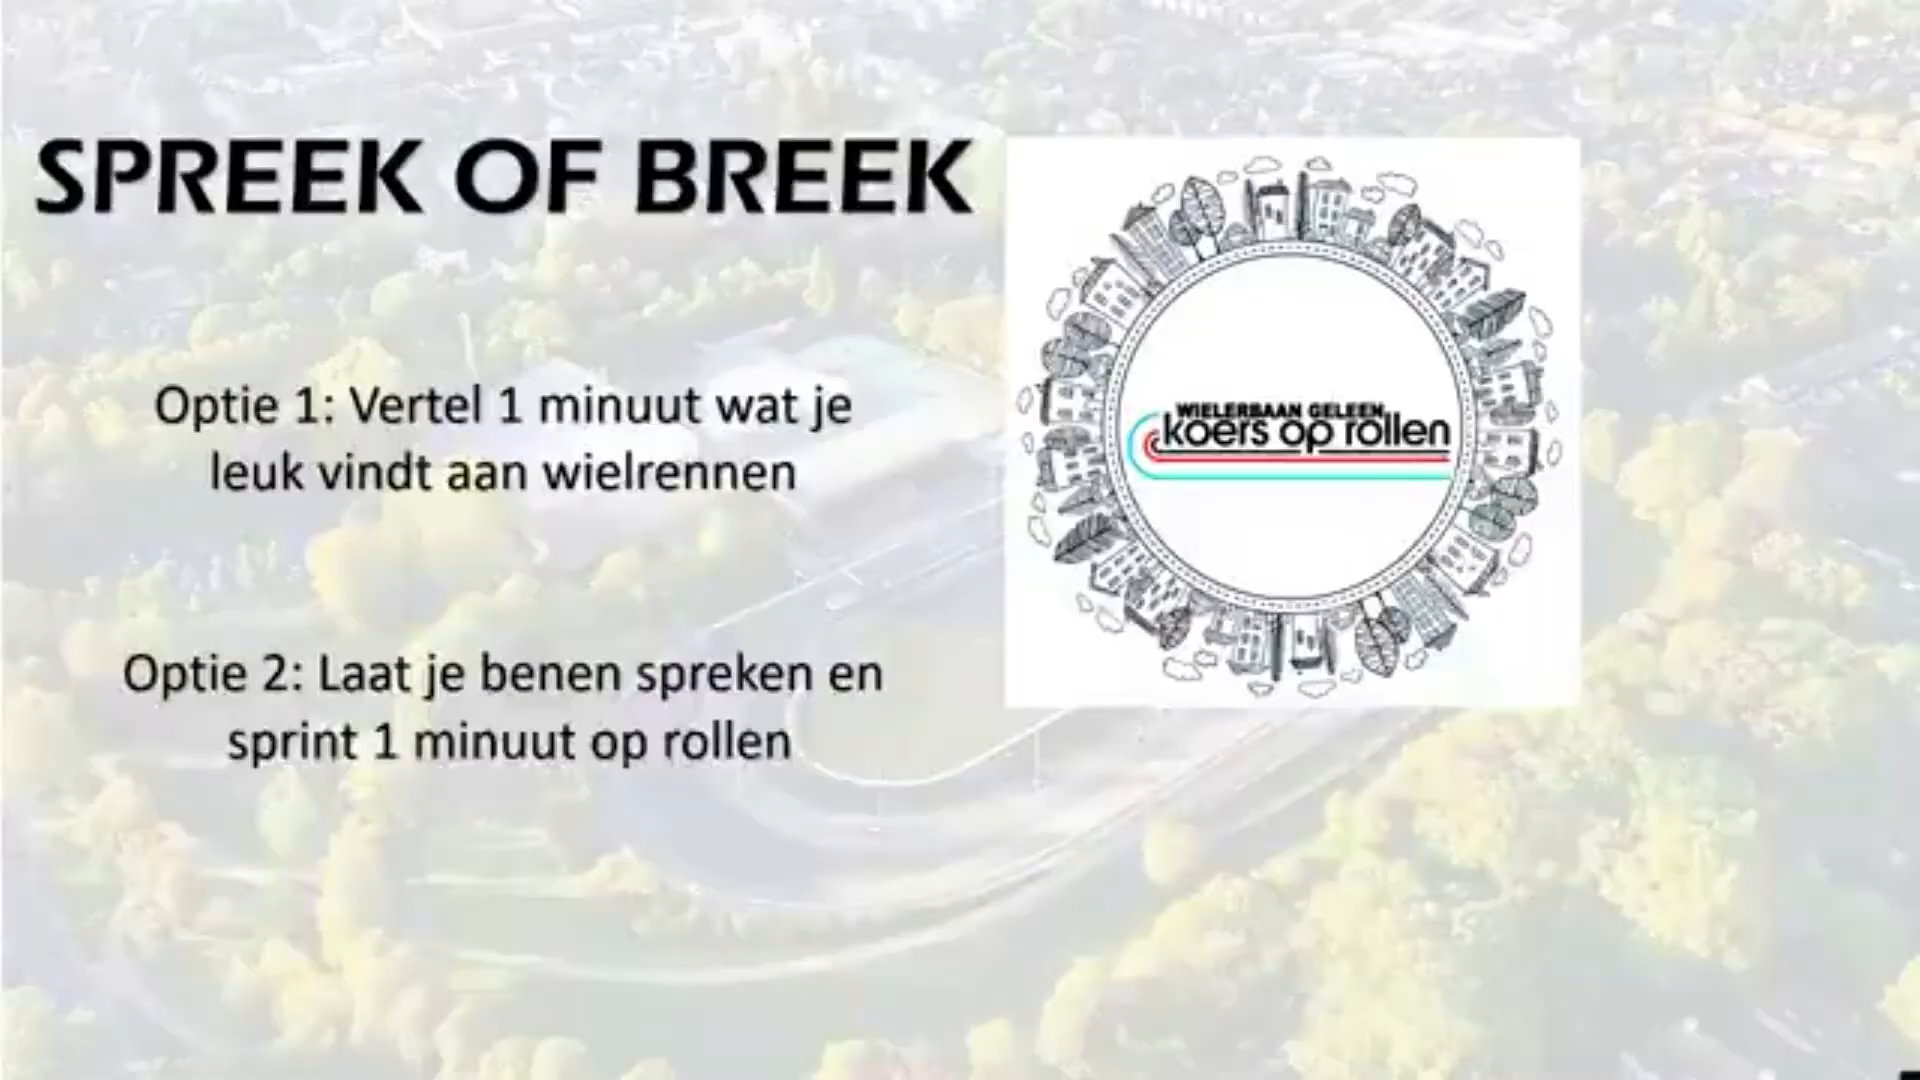 SPREEK OF BREEK
Optie 1: Vertel 1 minuut wat je
leuk vindt aan wielrennen
Optie 2: Laat je benen spreken en
sprint 1 minuut op rollen
WIELERBAAN GELEEN
koers op rollen